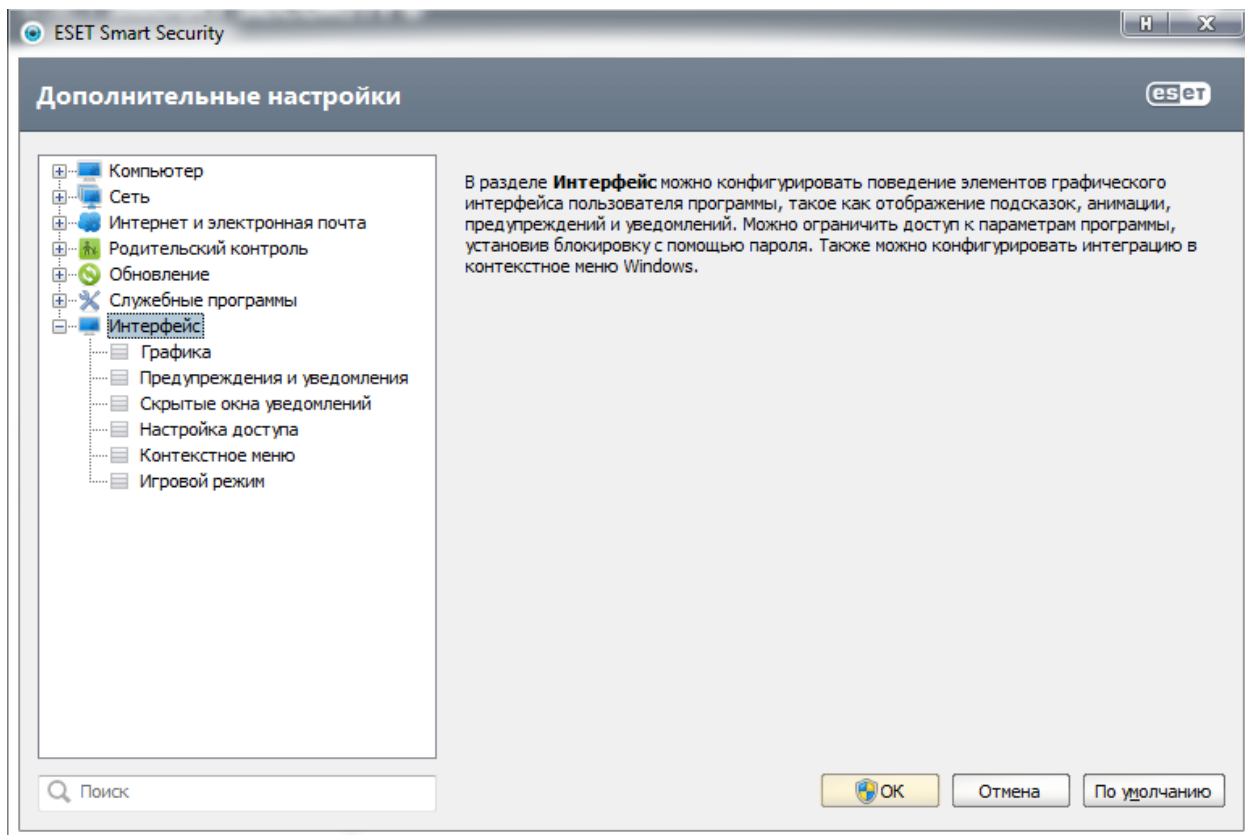 ESET Smart Security
Дополнительные настройки
eset
Компьютер
Сеть
Интернет и электронная почта
Родительский контроль
Обновление
Служебные программы
Интерфейс
Графика
Предупреждения и уведомления
Скрытые окна уведомлений
Настройка доступа
Контекстное меню
Игровой режим
В разделе Интерфейс можно конфигурировать поведение элементов графического
интерфейса пользователя программы, такое как отображение подсказок, анимации,
предупреждений и уведомлений. Можно ограничить доступ к параметрам программы,
установив блокировку с помощью пароля. Также можно конфигурировать интеграцию в
контекстное меню Windows.
Поиск
ОК
Отмена
По умолчанию